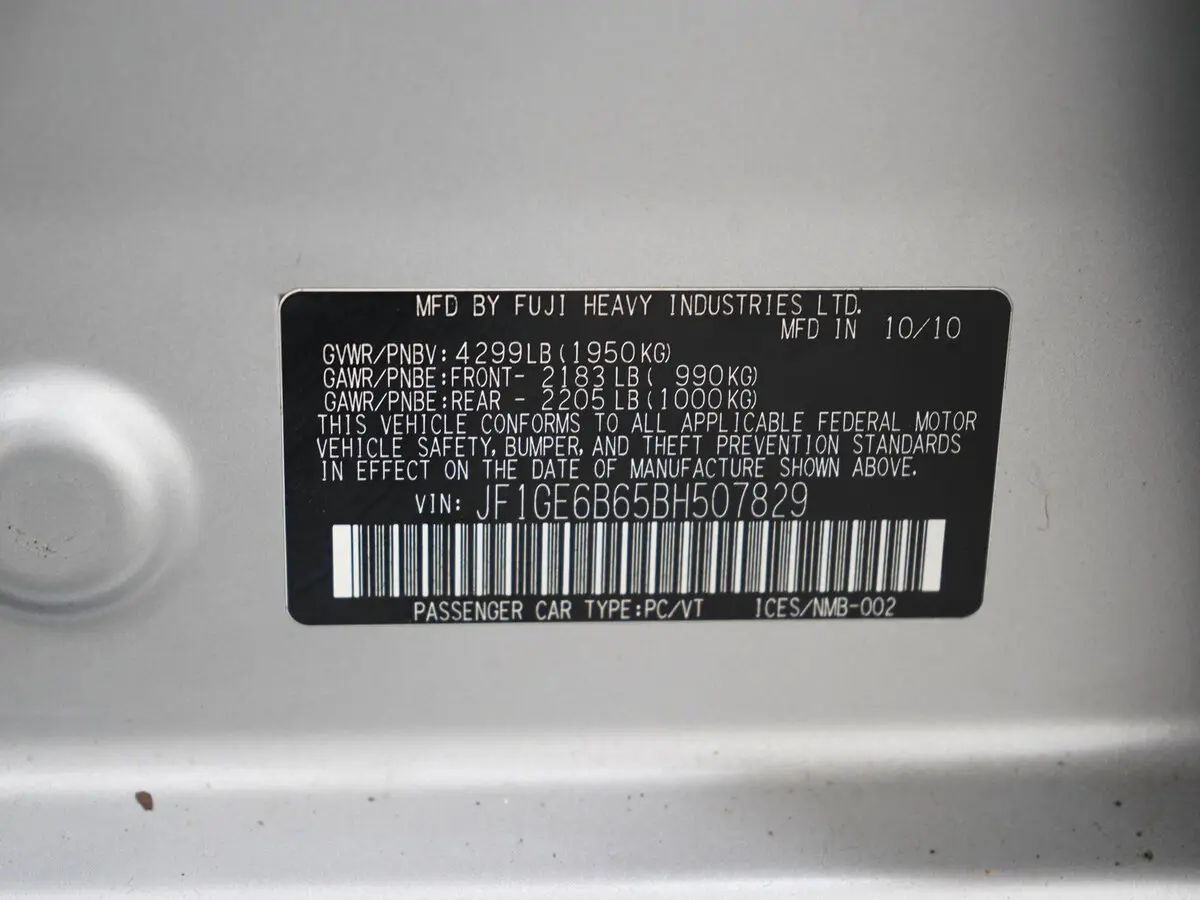 MFD BY FUJI HEAVY INDUSTRIES LTD.
MFD IN 10/10
GVWR/PNBV: 4299LB(1950KG)
GAWR/PNBE:FRONT- 2183LB( 990KG)
GAWR/PNBE:REAR - 2205LB(1000KG)
THIS VEHICLE CONFORMS TO ALL APPLICABLE FEDERAL MOTOR
VEHICLE SAFETY, BUMPER, AND THEFT PREVENTION STANDARDS
IN EFFECT ON THE DATE OF MANUFACTURE SHOWN ABOVE.
VIN: JF1GE6B65BH507829
PASSENGER CAR TYPE:PC/VT ICES/NMB-002